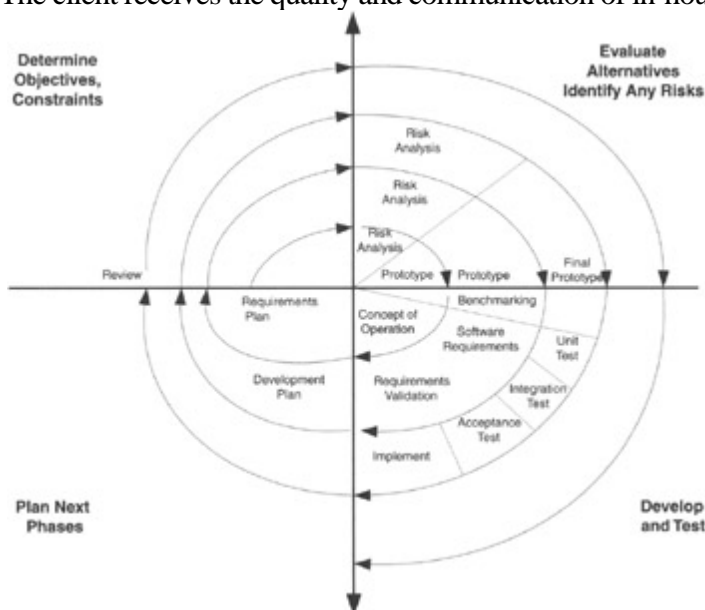 The client receives the quality and communication of in-hou
Determine
Objectives,
Constraints
Evaluate
Alternatives
Identify Any Risks
Risk
Analysis
Risk
Analysis
Risk
Analysis
Review
Prototype
Prototype
Final
Prototype
Requirements
Plan
Concept of
Operation
Benchmarking
Software
Requirements
Unit
Test
Development
Plan
Requirements
Validation
Integration
Test
Acceptance
Test
Implement
Plan Next
Phases
Develop
and Test